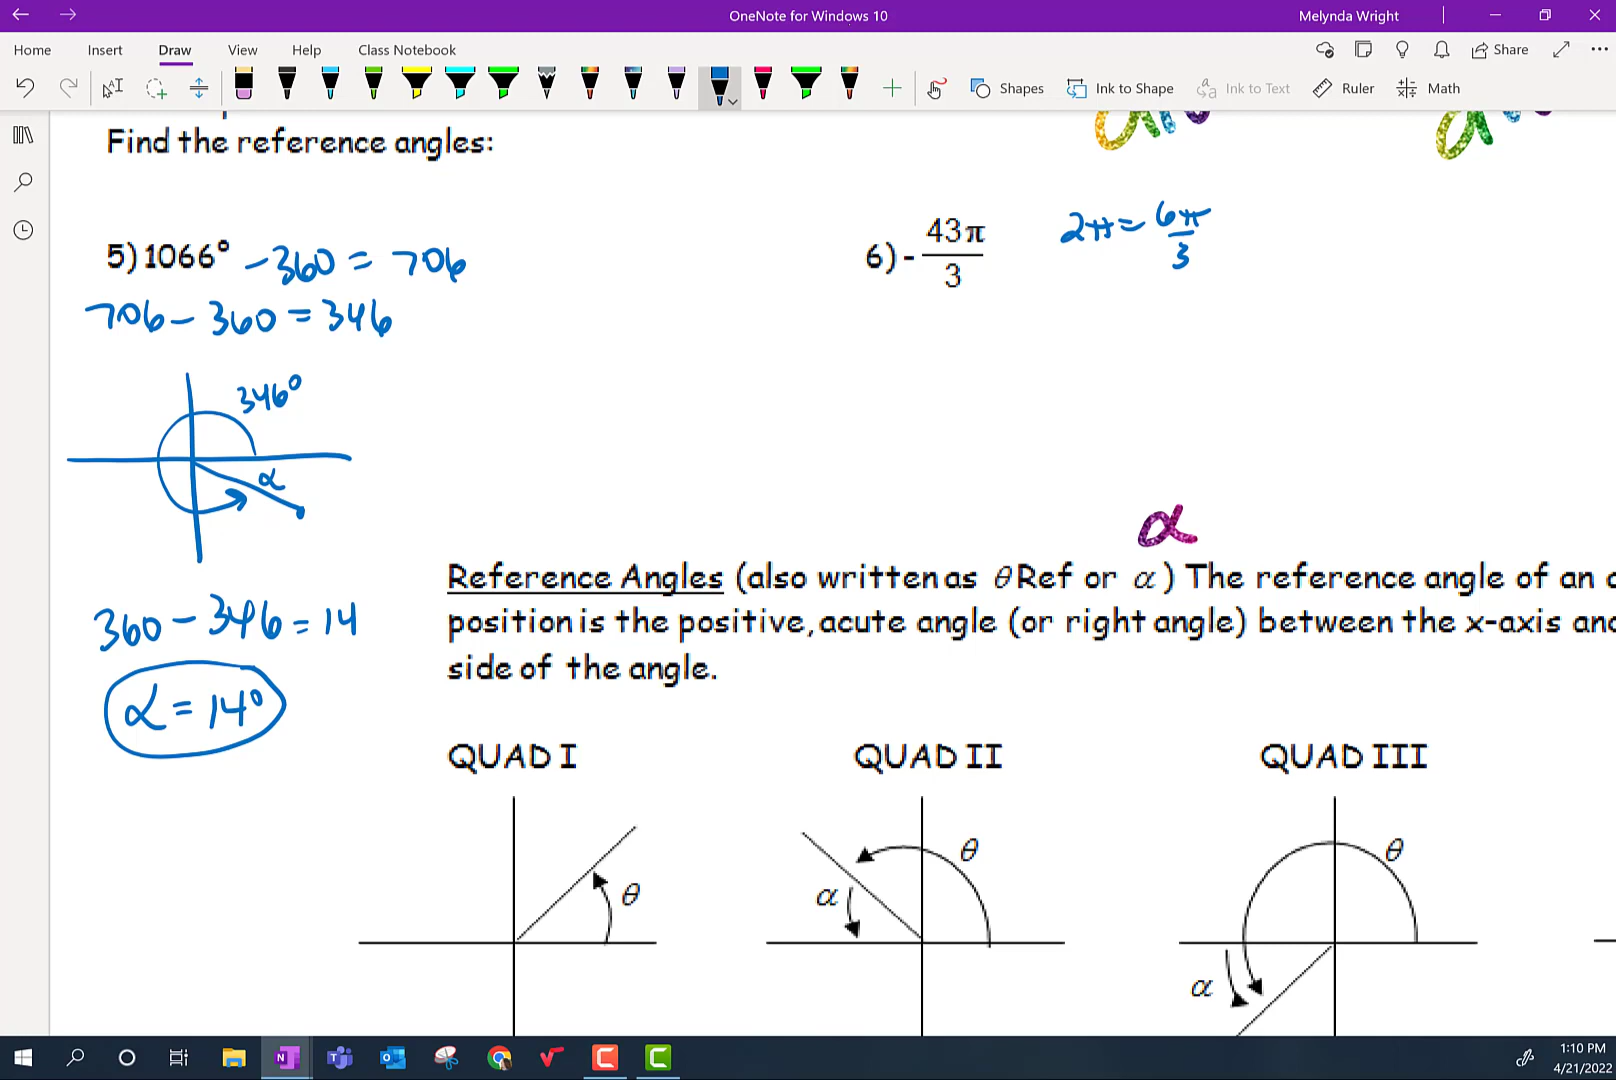 OneNote for Windows 10
Melynda Wright
Home Insert Draw View Help Class Notebook
Share
Shapes Ink to Shape Ink to Text Ruler Math
Find the reference angles:
5) 1066° - 360 = 706
706 - 360 = 346
346°
α
360 - 346 = 14
α = 14°
6) - 43π/3
2π = 6π/3
α
Reference Angles (also written as θ Ref or α) The reference angle of an
position is the positive, acute angle (or right angle) between the x-axis
side of the angle.
QUAD I QUAD II QUAD III
θ
α θ
θ
α
1:10 PM
4/21/2022